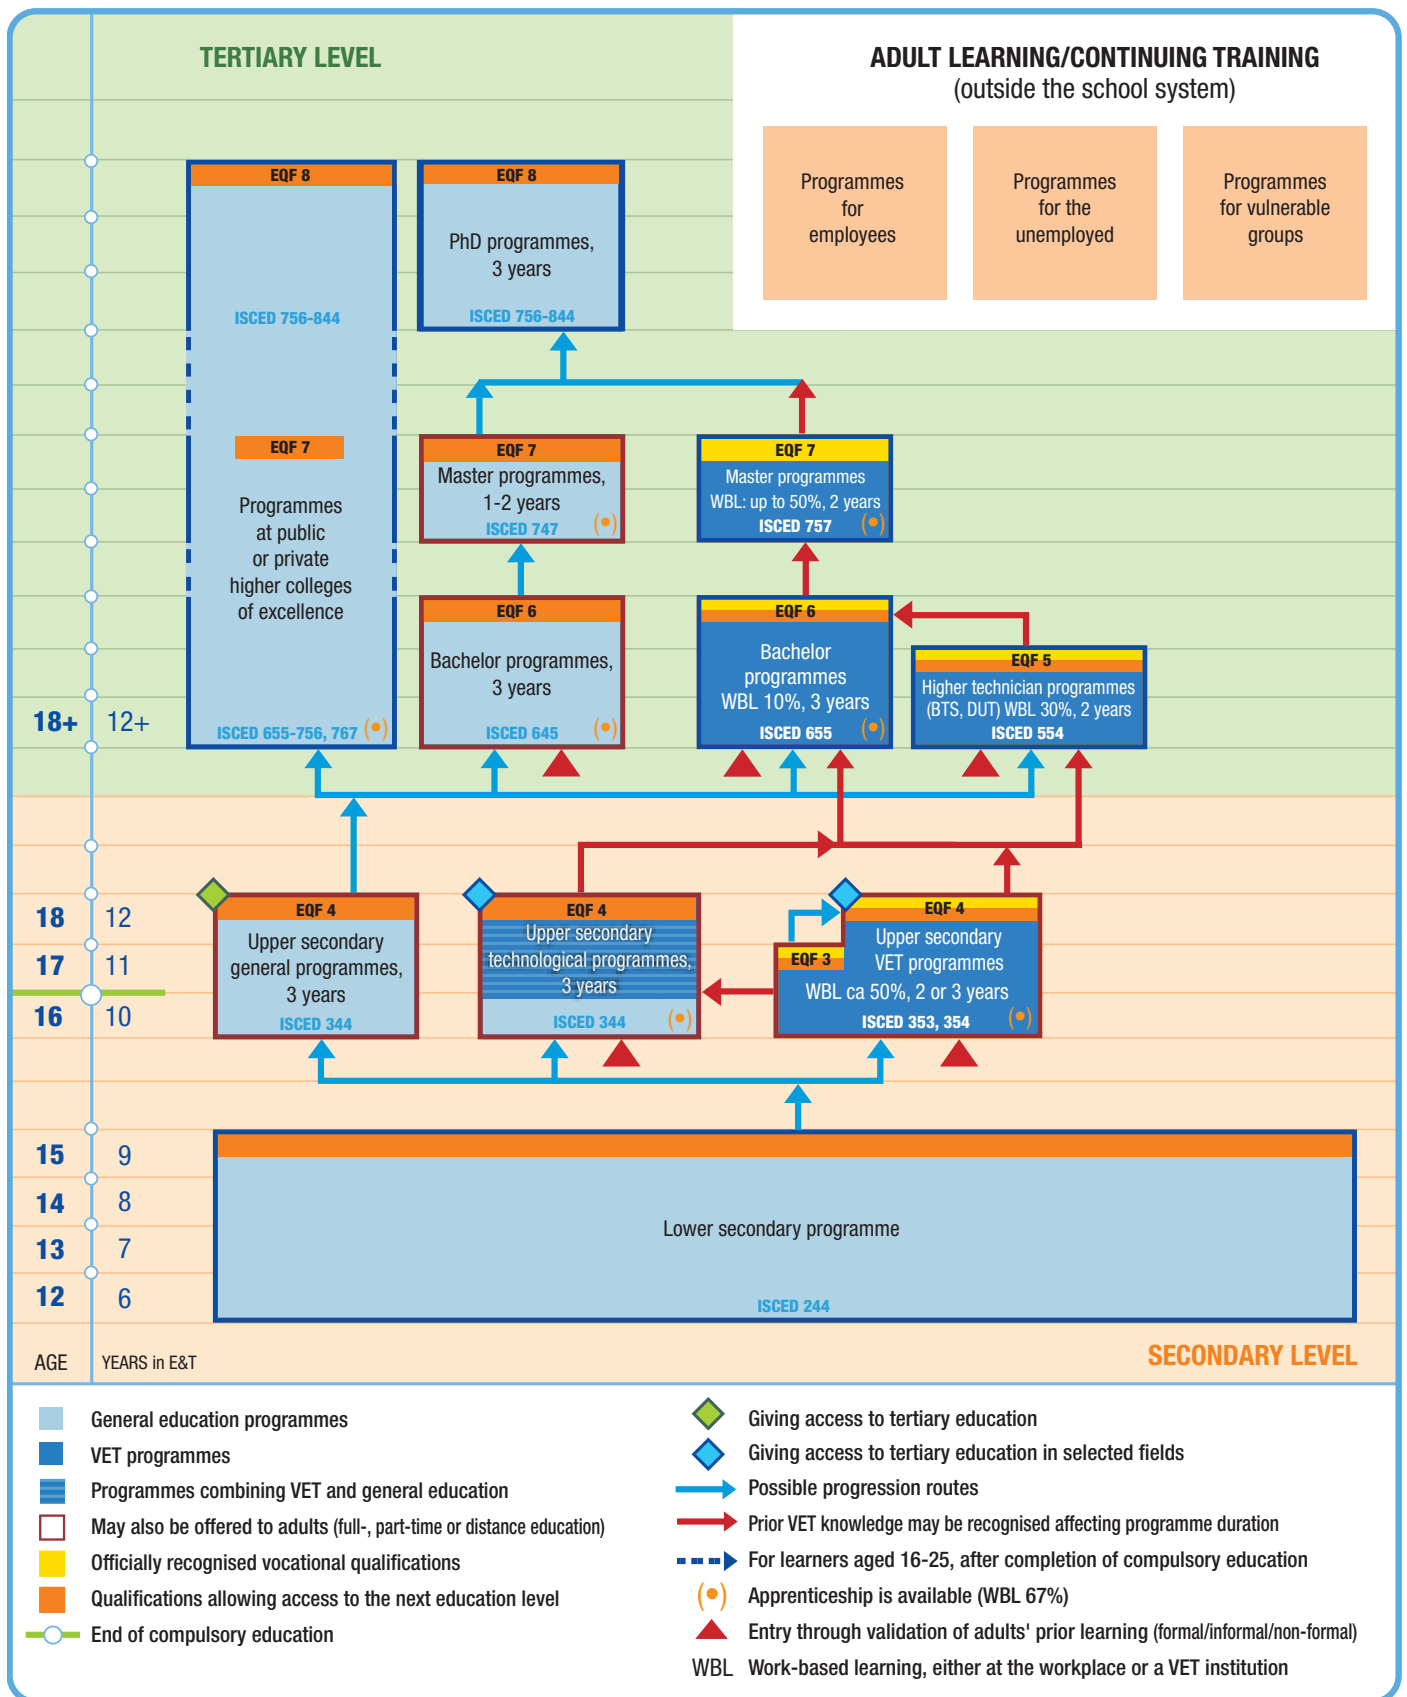 TERTIARY LEVEL
ADULT LEARNING/CONTINUING TRAINING
(outside the school system)
Programmes
for
employees
Programmes
for the
unemployed
Programmes
for vulnerable
groups
EQF 8
ISCED 756-844
EQF 7
Programmes
at public
or private
higher colleges
of excellence
ISCED 655-756, 767 (•)
EQF 8
PhD programmes,
3 years
ISCED 756-844
EQF 7
Master programmes,
1-2 years
ISCED 747 (•)
EQF 7
Master programmes
WBL: up to 50%, 2 years
ISCED 757 (•)
EQF 6
Bachelor programmes,
3 years
ISCED 645 (•)
EQF 6
Bachelor
programmes
WBL 10%, 3 years
ISCED 655 (•)
EQF 5
Higher technician programmes
(BTS, DUT) WBL 30%, 2 years
ISCED 554
18+ 12+
EQF 4
Upper secondary
general programmes,
3 years
ISCED 344
EQF 4
Upper secondary
technological programmes,
3 years
ISCED 344 (•)
EQF 4
EQF 3
Upper secondary
VET programmes
WBL ca 50%, 2 or 3 years
ISCED 353, 354 (•)
18 12
17 11
16 10
15 9
14 8
13 7
12 6
Lower secondary programme
ISCED 244
AGE YEARS in E&T
SECONDARY LEVEL
General education programmes
VET programmes
Programmes combining VET and general education
May also be offered to adults (full-, part-time or distance education)
Officially recognised vocational qualifications
Qualifications allowing access to the next education level
End of compulsory education
Giving access to tertiary education
Giving access to tertiary education in selected fields
Possible progression routes
Prior VET knowledge may be recognised affecting programme duration
For learners aged 16-25, after completion of compulsory education
(•) Apprenticeship is available (WBL 67%)
Entry through validation of adults' prior learning (formal/informal/non-formal)
WBL Work-based learning, either at the workplace or a VET institution